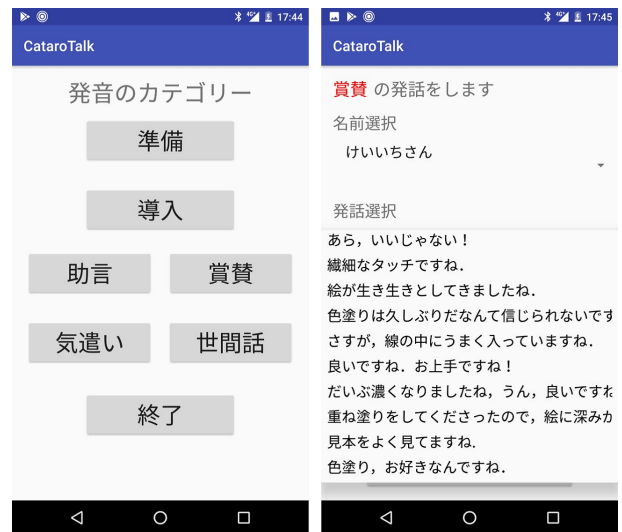 17:44
CataroTalk
発音のカテゴリー
準備
導入
助言 賞賛
気遣い 世間話
終了
17:45
CataroTalk
賞賛 の発話をします
名前選択
けいいちさん
発話選択
あら，いいじゃない！
繊細なタッチですね．
絵が生き生きとしてきましたね．
色塗りは久しぶりだなんて信じられないです
さすが，線の中にうまく入っていますね．
良いですね．お上手ですね！
だいぶ濃くなりましたね，うん，良いですね
重ね塗りをしてくださったので，絵に深みが
見本をよく見てますね.
色塗り，お好きなんですね．